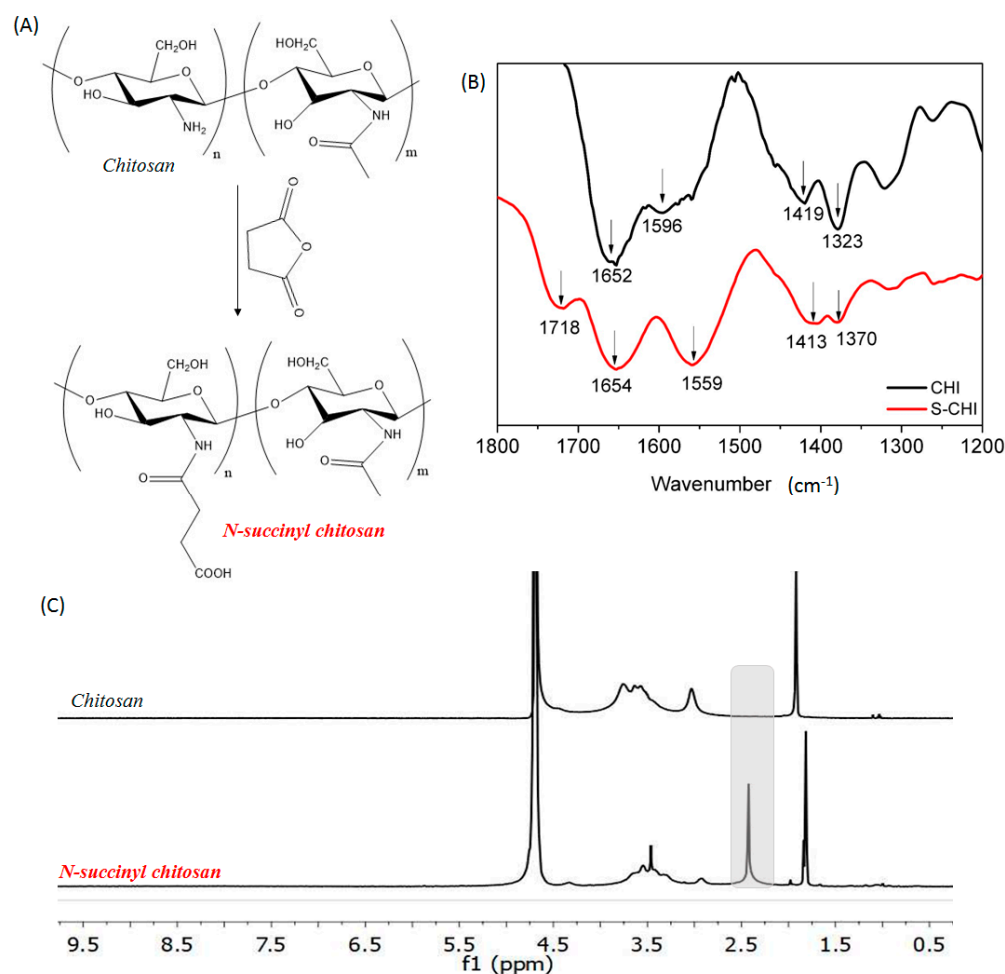 (A)
CH₂OH
O
O
HO
NH₂
n
O
HOH₂C
O
HO
NH
O
m
Chitosan
O
O
O
CH₂OH
O
O
HO
NH
O
n
COOH
HOH₂C
O
HO
NH
O
m
N-succinyl chitosan
(B)
1652
1596
1419
1323
1718
1654
1559
1413
1370
CHI
S-CHI
1800 1700 1600 1500 1400 1300 1200
Wavenumber (cm⁻¹)
(C)
Chitosan
N-succinyl chitosan
9.5 8.5 7.5 6.5 5.5 4.5 3.5 2.5 1.5 0.5
f1 (ppm)